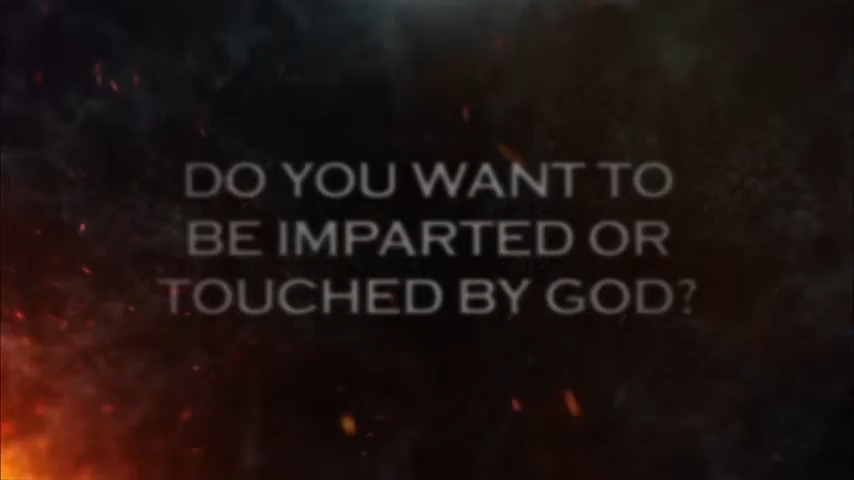 DO YOU WANT TO
BE IMPARTED OR
TOUCHED BY GOD?